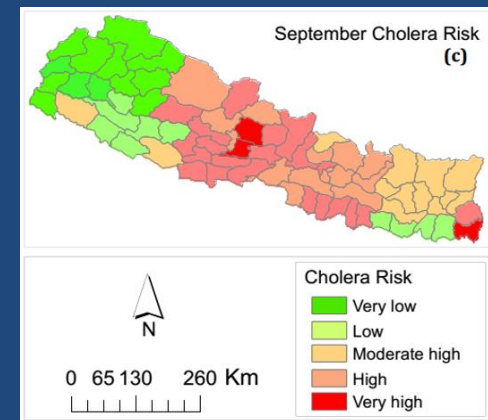 September Cholera Risk
(c)
N
0 65 130 260 Km
Cholera Risk
Very low
Low
Moderate high
High
Very high